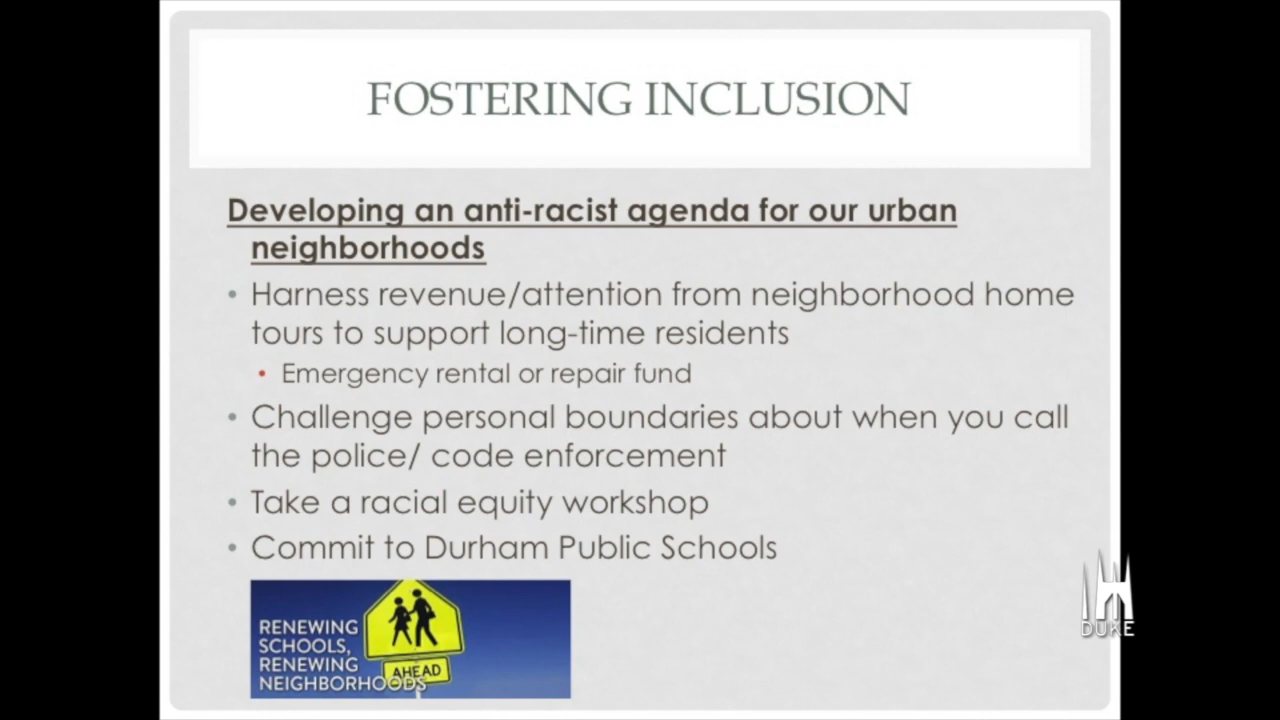 FOSTERING INCLUSION
Developing an anti-racist agenda for our urban
neighborhoods
• Harness revenue/attention from neighborhood home
tours to support long-time residents
• Emergency rental or repair fund
• Challenge personal boundaries about when you call
the police/ code enforcement
• Take a racial equity workshop
• Commit to Durham Public Schools
RENEWING
SCHOOLS,
RENEWING
NEIGHBORHOODS
AHEAD
DUKE